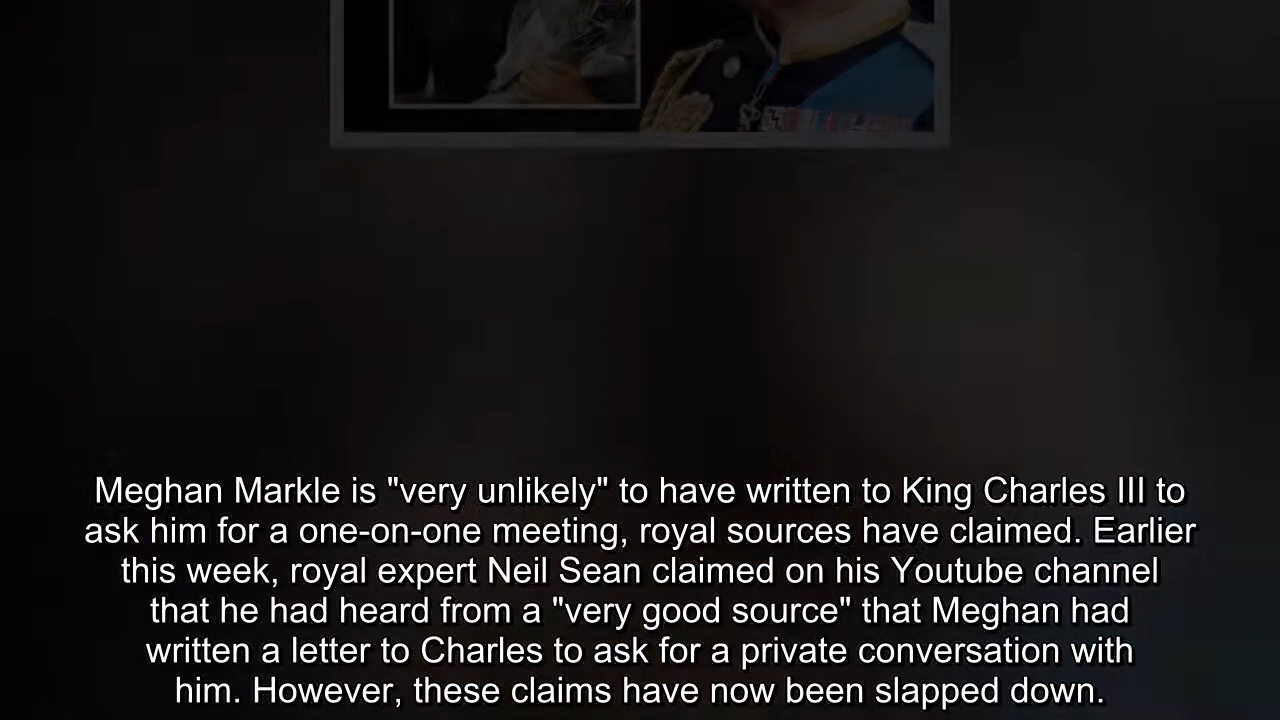 Meghan Markle is "very unlikely" to have written to King Charles III to
ask him for a one-on-one meeting, royal sources have claimed. Earlier
this week, royal expert Neil Sean claimed on his Youtube channel
that he had heard from a "very good source" that Meghan had
written a letter to Charles to ask for a private conversation with
him. However, these claims have now been slapped down.